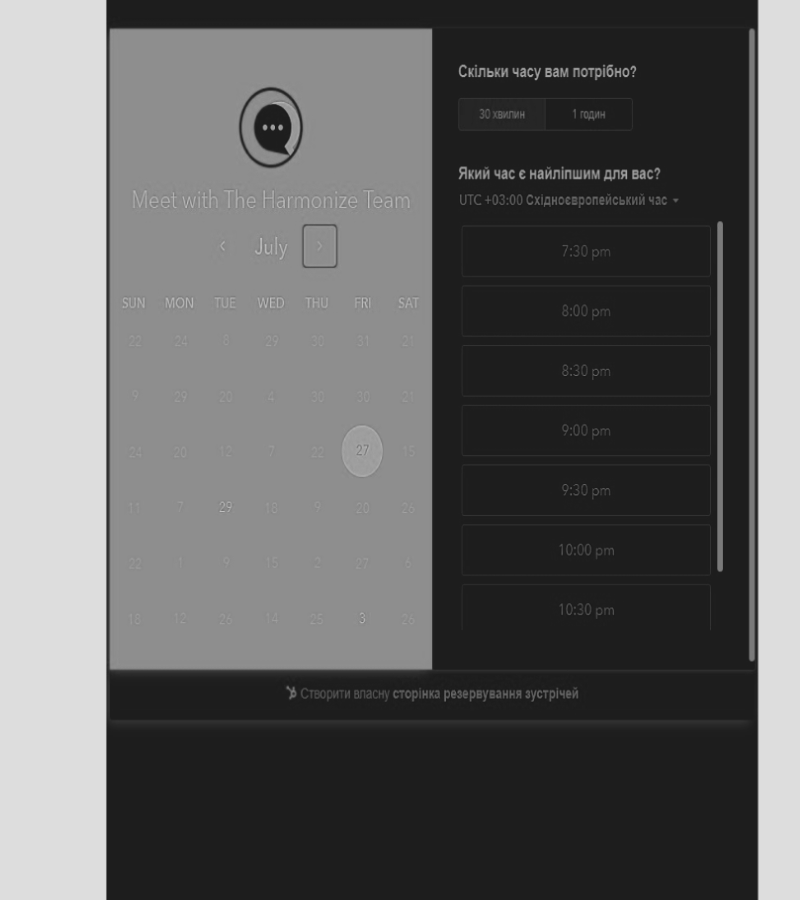 Meet with The Harmonize Team
July
SUN MON TUE WED THU FRI SAT
22 24 8 29 30 31 21
9 29 20 4 30 30 21
24 20 12 7 22 27 15
11 7 29 18 9 20 26
22 1 9 15 2 27 6
18 12 26 14 25 3 26
Скільки часу вам потрібно?
30 хвилин 1 годин
Який час є найліпшим для вас?
UTC +03:00 Східноєвропейський час
7:30 pm
8:00 pm
8:30 pm
9:00 pm
9:30 pm
10:00 pm
10:30 pm
Створити власну сторінка резервування зустрічей